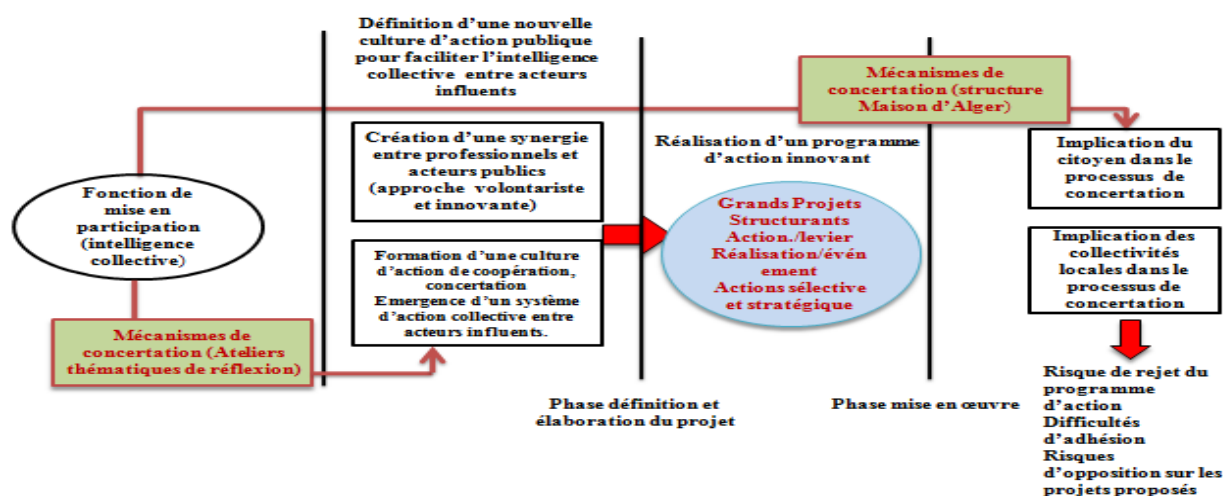 Définition d’une nouvelle
culture d’action publique
pour faciliter l’intelligence
collective entre acteurs
influents
Mécanismes de
concertation (structure
Maison d’Alger)
Création d’une synergie
entre professionnels et
acteurs publics
(approche volontariste
et innovante)
Réalisation d’un programme
d’action innovant
Implication du
citoyen dans le
processus de
concertation
Fonction de
mise en
participation
(intelligence
collective)
Grands Projets
Structurants
Action./levier
Réalisation/évén
ement
Actions sélective
et stratégique
Formation d’une culture
d’action de coopération,
concertation
Emergence d’un système
d’action collective entre
acteurs influents.
Implication des
collectivités
locales dans le
processus de
concertation
Mécanismes de
concertation (Ateliers
thématiques de réflexion)
Phase définition et
élaboration du projet
Phase mise en œuvre
Risque de rejet du
programme
d’action
Difficultés
d’adhésion
Risques
d’opposition sur les
projets proposés